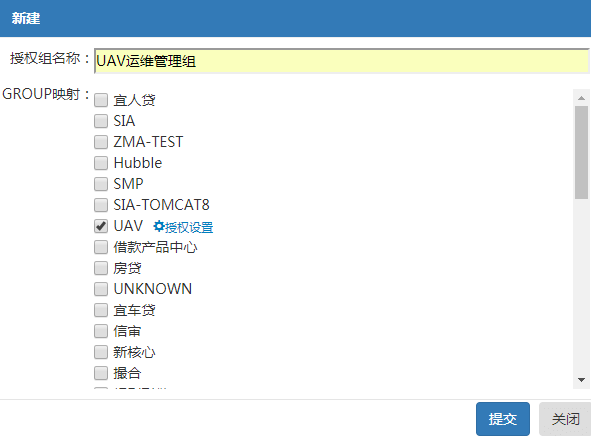 新建
授权组名称：UAV运维管理组
GROUP映射：
宜人贷
SIA
ZMA-TEST
Hubble
SMP
SIA-TOMCAT8
UAV 授权设置
借款产品中心
房贷
UNKNOWN
宜车贷
信审
新核心
撮合
提交 关闭